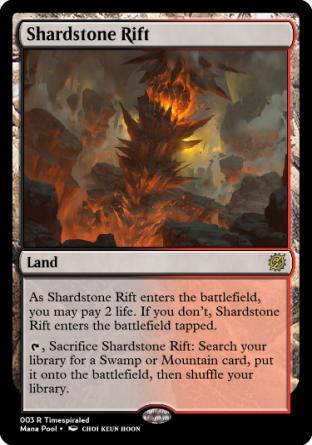 Shardstone Rift
Land
As Shardstone Rift enters the battlefield,
you may pay 2 life. If you don't, Shardstone
Rift enters the battlefield tapped.
, Sacrifice Shardstone Rift: Search your
library for a Swamp or Mountain card, put
it onto the battlefield, then shuffle your
library.
003 R Timespiraled
Mana Pool • CHOI KEUN HOON